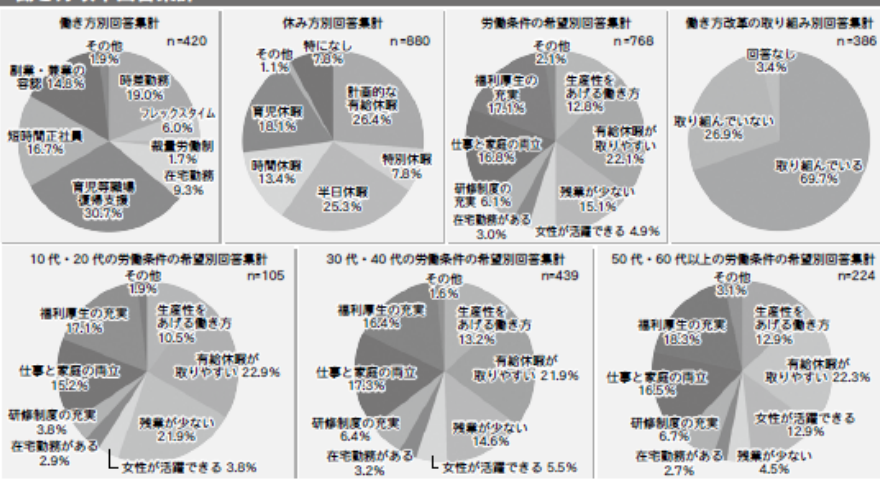 働き方別回答集計
n=420
その他
1.9%
時差勤務
19.0%
フレックスタイム
6.0%
裁量労働制
1.7%
在宅勤務
9.3%
育児等職場
復帰支援
30.7%
短時間正社員
16.7%
副業・兼業の
容認 14.8%
休み方別回答集計
n=880
特になし
7.8%
計画的な
有給休暇
26.4%
特別休暇
7.8%
半日休暇
25.3%
時間休暇
13.4%
育児休暇
18.1%
その他
1.1%
労働条件の希望別回答集計
n=768
その他
2.1%
生産性を
あげる働き方
12.8%
有給休暇が
取りやすい
22.1%
残業が少ない
15.1%
女性が活躍できる 4.9%
在宅勤務がある
3.0%
研修制度の
充実 6.1%
仕事と家庭の両立
16.8%
福利厚生の
充実
17.1%
働き方改革の取り組み別回答集計
n=386
回答なし
3.4%
取り組んでいない
26.9%
取り組んでいる
69.7%
10代・20代の労働条件の希望別回答集計
n=105
その他
1.9%
生産性を
あげる働き方
10.5%
有給休暇が
取りやすい 22.9%
残業が少ない
21.9%
女性が活躍できる 3.8%
在宅勤務がある
2.9%
研修制度の充実
3.8%
仕事と家庭の両立
15.2%
福利厚生の充実
17.1%
30代・40代の労働条件の希望別回答集計
n=439
その他
1.6%
生産性を
あげる働き方
13.2%
有給休暇が
取りやすい 21.9%
残業が少ない
14.6%
女性が活躍できる 5.5%
在宅勤務がある
3.2%
研修制度の充実
6.4%
仕事と家庭の両立
17.3%
福利厚生の充実
16.4%
50代・60代以上の労働条件の希望別回答集計
n=224
その他
3.1%
生産性を
あげる働き方
12.9%
有給休暇が
取りやすい 22.3%
女性が活躍できる
12.9%
残業が少ない
4.5%
在宅勤務がある
2.7%
研修制度の充実
6.7%
仕事と家庭の両立
16.5%
福利厚生の充実
18.3%